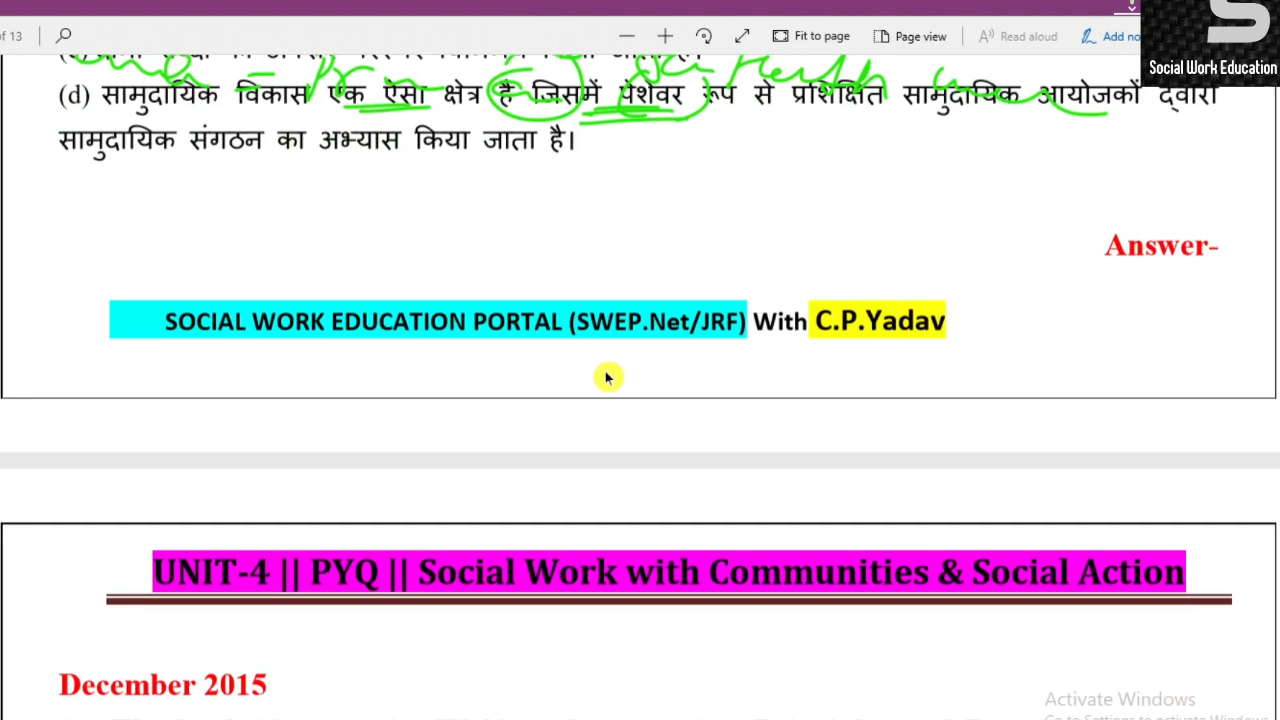 of 13
Fit to page
Page view
Read aloud
Add no
Social Work Education
(d) सामुदायिक विकास एक ऐसा क्षेत्र है जिसमें पेशेवर रूप से प्रशिक्षित सामुदायिक आयोजकों द्वारा
सामुदायिक संगठन का अभ्यास किया जाता है।
Answer-
SOCIAL WORK EDUCATION PORTAL (SWEP.Net/JRF) With C.P.Yadav
UNIT-4 || PYQ || Social Work with Communities & Social Action
December 2015
Activate Windows